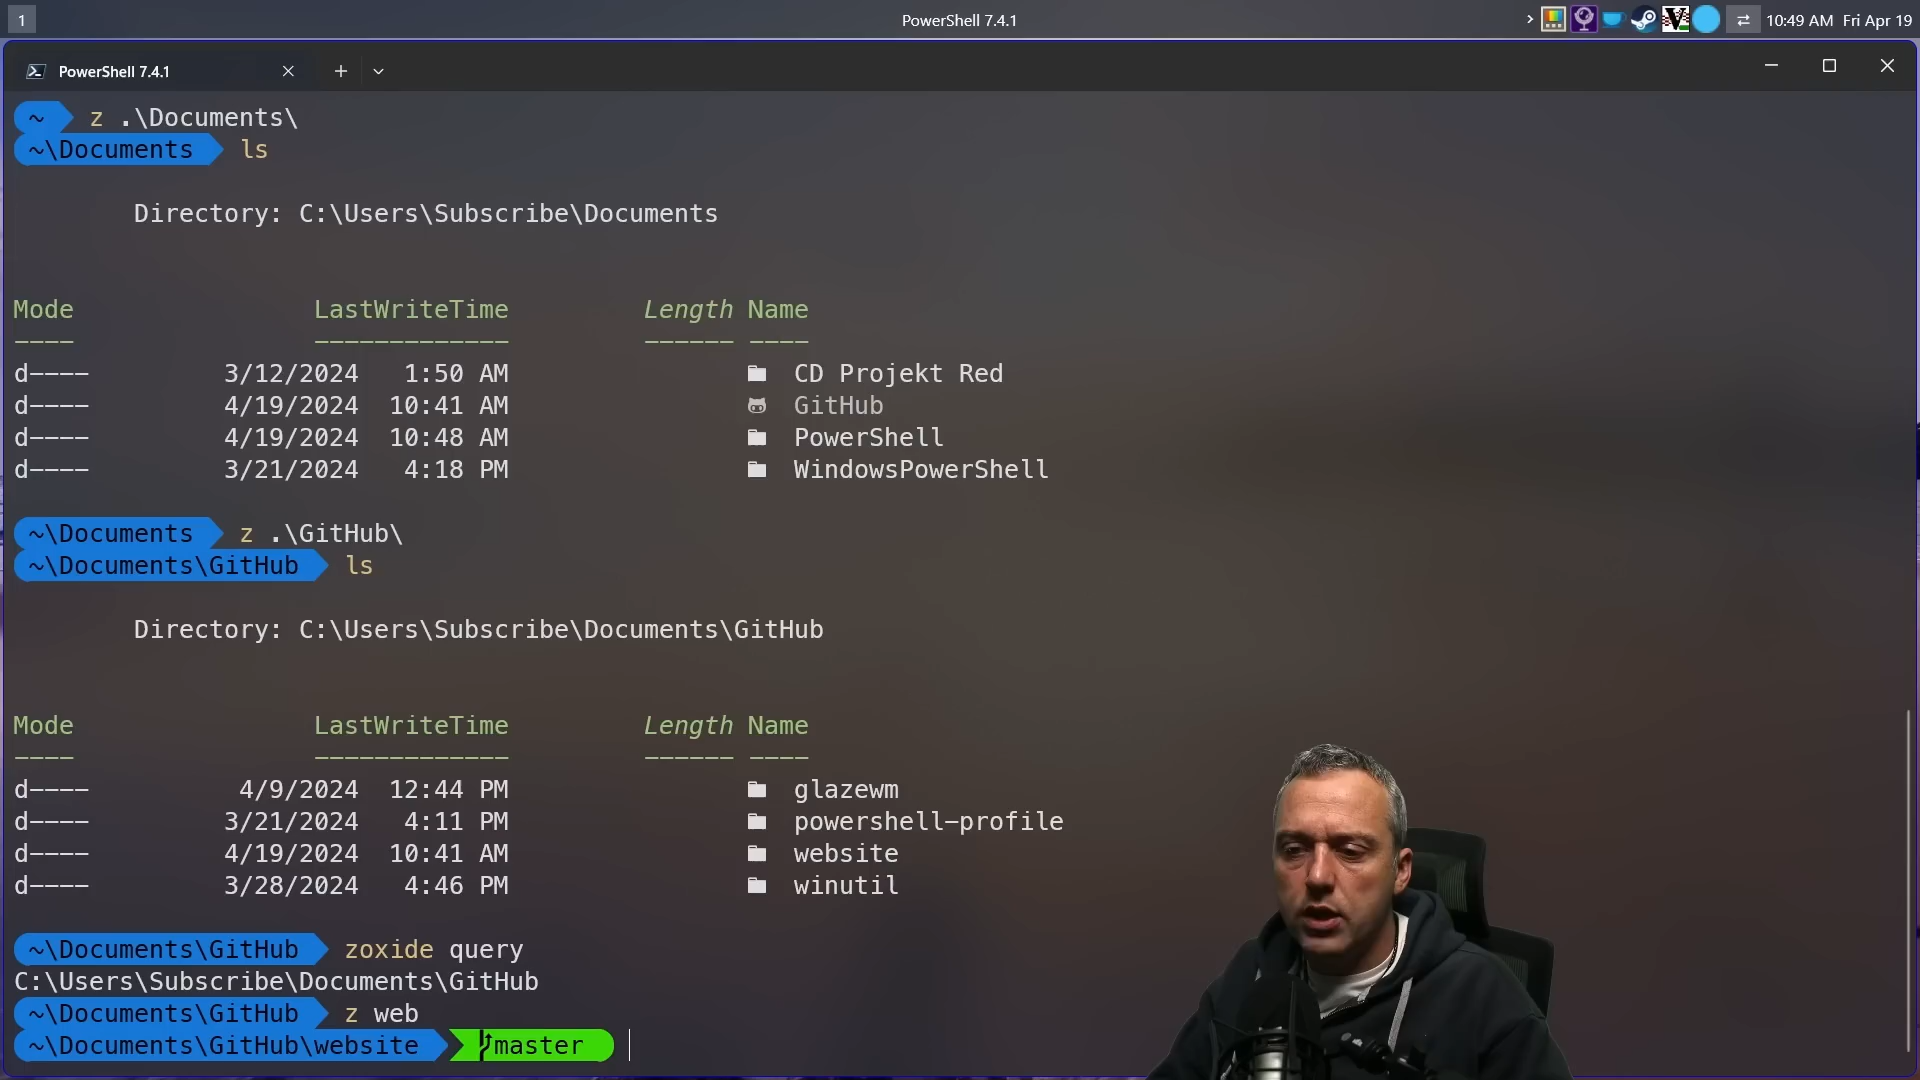 1
PowerShell 7.4.1
10:49 AM Fri Apr 19
PowerShell 7.4.1
~ z .\Documents\
~\Documents ls
Directory: C:\Users\Subscribe\Documents
Mode LastWriteTime Length Name
---- ------------- ------ ----
d---- 3/12/2024 1:50 AM CD Projekt Red
d---- 4/19/2024 10:41 AM GitHub
d---- 4/19/2024 10:48 AM PowerShell
d---- 3/21/2024 4:18 PM WindowsPowerShell
~\Documents z .\GitHub\
~\Documents\GitHub ls
Directory: C:\Users\Subscribe\Documents\GitHub
Mode LastWriteTime Length Name
---- ------------- ------ ----
d---- 4/9/2024 12:44 PM glazewm
d---- 3/21/2024 4:11 PM powershell-profile
d---- 4/19/2024 10:41 AM website
d---- 3/28/2024 4:46 PM winutil
~\Documents\GitHub zoxide query
C:\Users\Subscribe\Documents\GitHub
~\Documents\GitHub z web
~\Documents\GitHub\website master